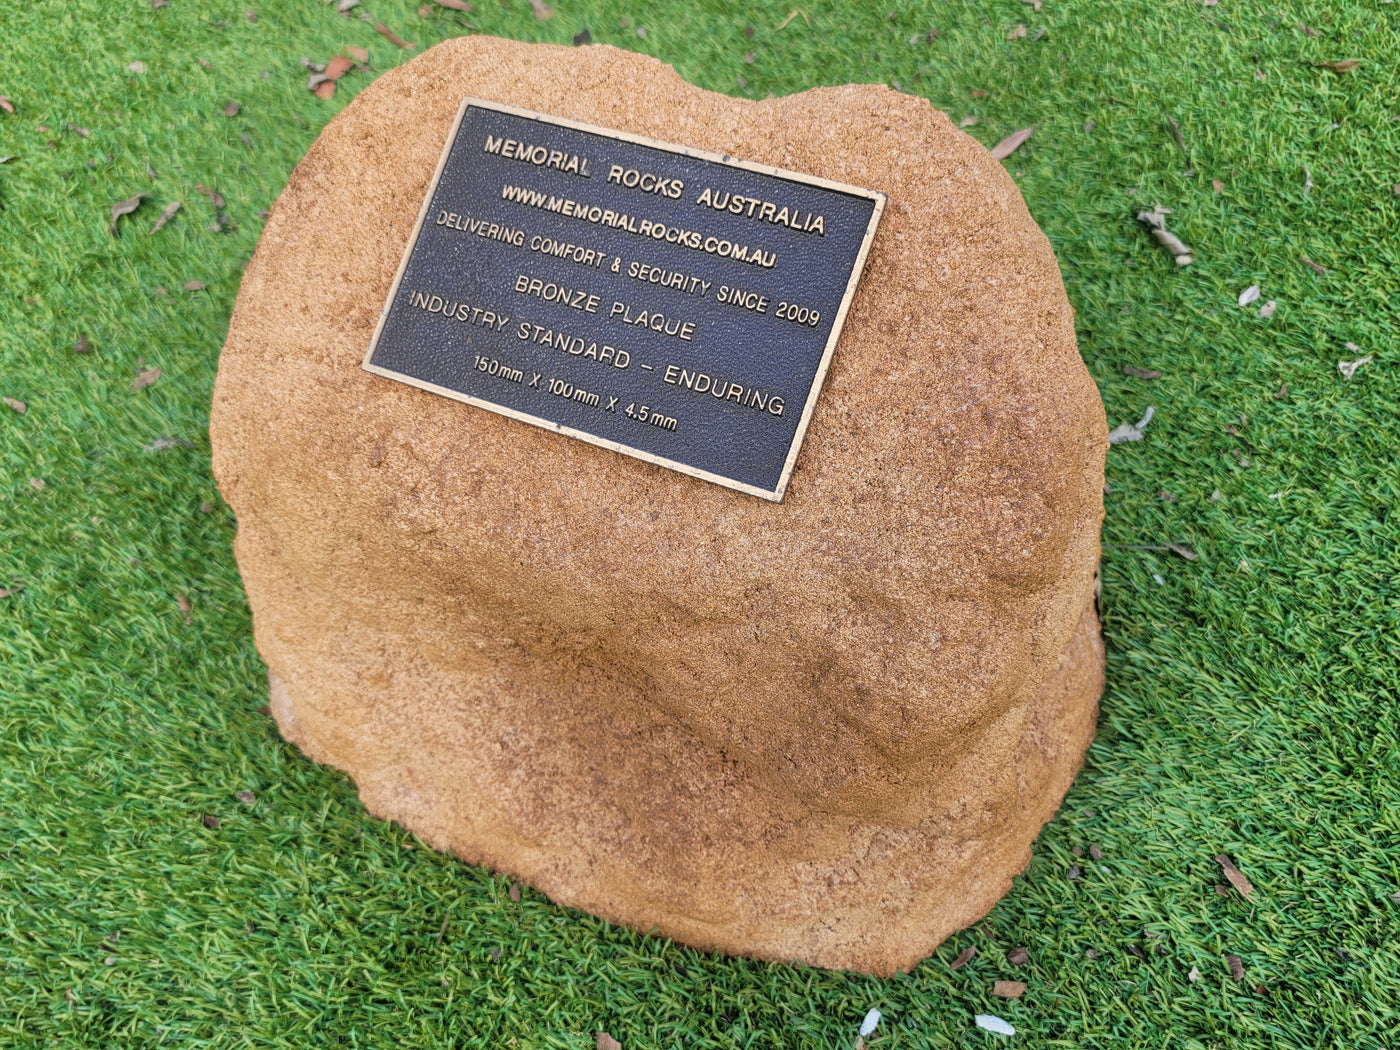 MEMORIAL ROCKS AUSTRALIA
WWW.MEMORIALROCKS.COM.AU
DELIVERING COMFORT & SECURITY SINCE 2009
BRONZE PLAQUE
INDUSTRY STANDARD - ENDURING
150mm X 100mm X 4.5mm